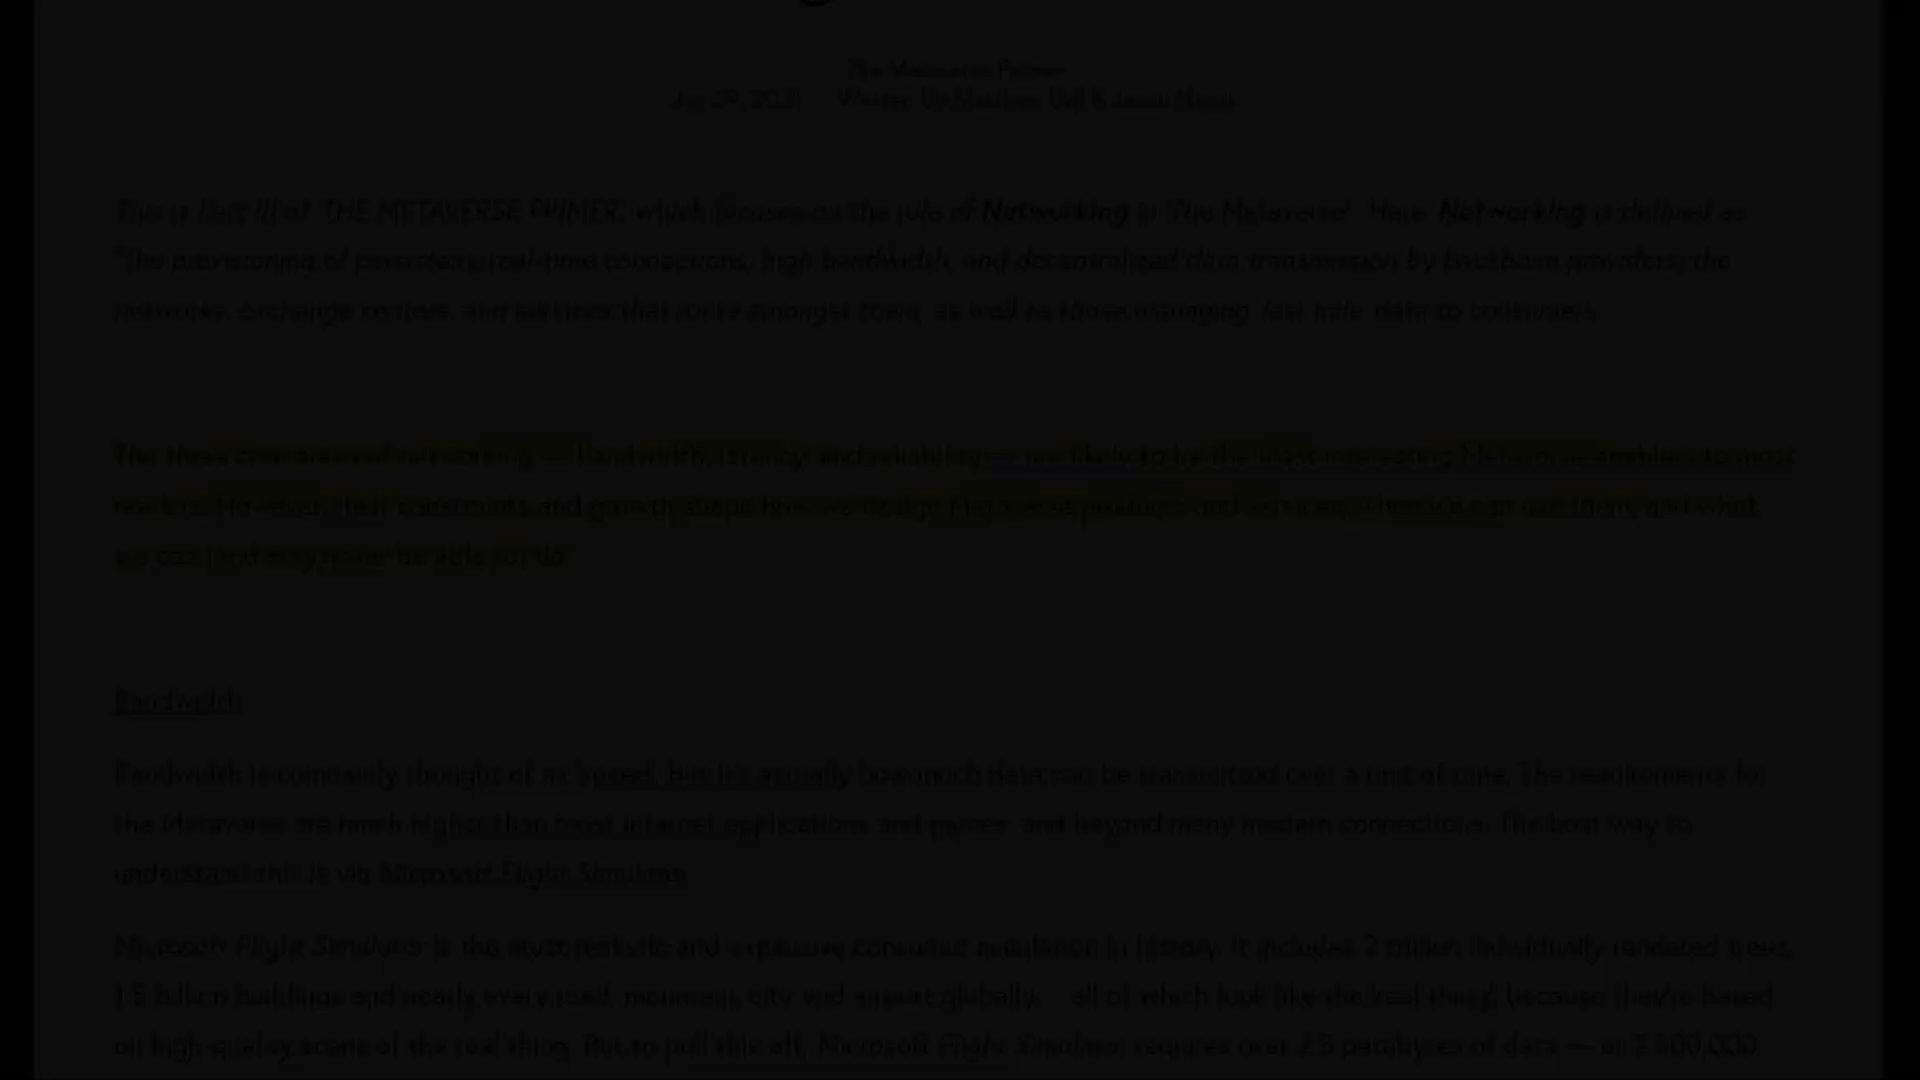 The Metaverse Primer
Jun 29, 2021 Written By Matthew Ball & Jacob Navok
This is Part III of 'THE METAVERSE PRIMER', which focuses on the role of Networking in 'The Metaverse'. Here, Networking is defined as
"The provisioning of persistent, real-time connections, high bandwidth, and decentralized data transmission by backbone providers, the
networks, exchange centers, and services that route amongst them, as well as those managing 'last mile' data to consumers.
The three core areas of networking — bandwidth, latency, and reliability — are likely to be the least interesting Metaverse enablers to most
readers. However, their constraints and growth shape how we design Metaverse products and services, when we can use them, and what
we can (and may never be able to) do.
Bandwidth
Bandwidth is commonly thought of as 'speed', but it's actually how much data can be transmitted over a unit of time. The requirements for
the Metaverse are much higher than most internet applications and games, and beyond many modern connections. The best way to
understand this is via Microsoft Flight Simulator.
Microsoft Flight Simulator is the most realistic and expansive consumer simulation in history. It includes 2 trillion individually rendered trees,
1.5 billion buildings and nearly every road, mountain, city and airport globally... all of which look like the 'real thing', because they're based
on high-quality scans of the real thing. But to pull this off, Microsoft Flight Simulator requires over 2.5 petabytes of data — or 2,500,000